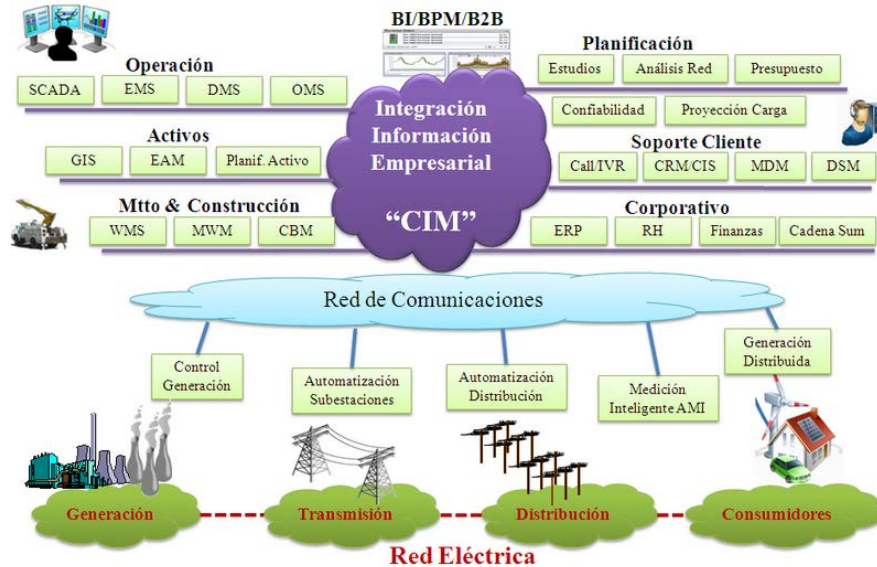 BI/BPM/B2B
Operación
SCADA
EMS
DMS
OMS
Activos
GIS
EAM
Planif. Activo
Mtto & Construcción
WMS
MWM
CBM
Integración
Información
Empresarial
“CIM”
Planificación
Estudios
Análisis Red
Presupuesto
Confiabilidad
Proyección Carga
Soporte Cliente
Call/IVR
CRM/CIS
MDM
DSM
Corporativo
ERP
RH
Finanzas
Cadena Sum
Red de Comunicaciones
Control
Generación
Automatización
Subestaciones
Automatización
Distribución
Medición
Inteligente AMI
Generación
Distribuida
Generación
Transmisión
Distribución
Consumidores
Red Eléctrica